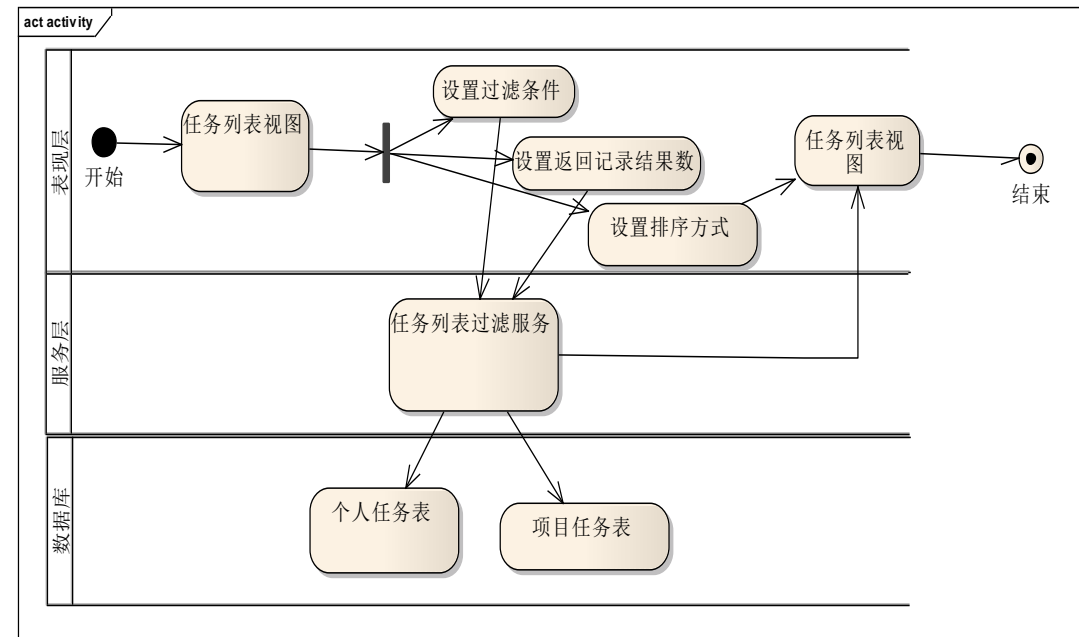 act activity
表现层
开始
任务列表视图
设置过滤条件
设置返回记录结果数
设置排序方式
任务列表视
图
结束
服务层
任务列表过滤服务
数据库
个人任务表
项目任务表